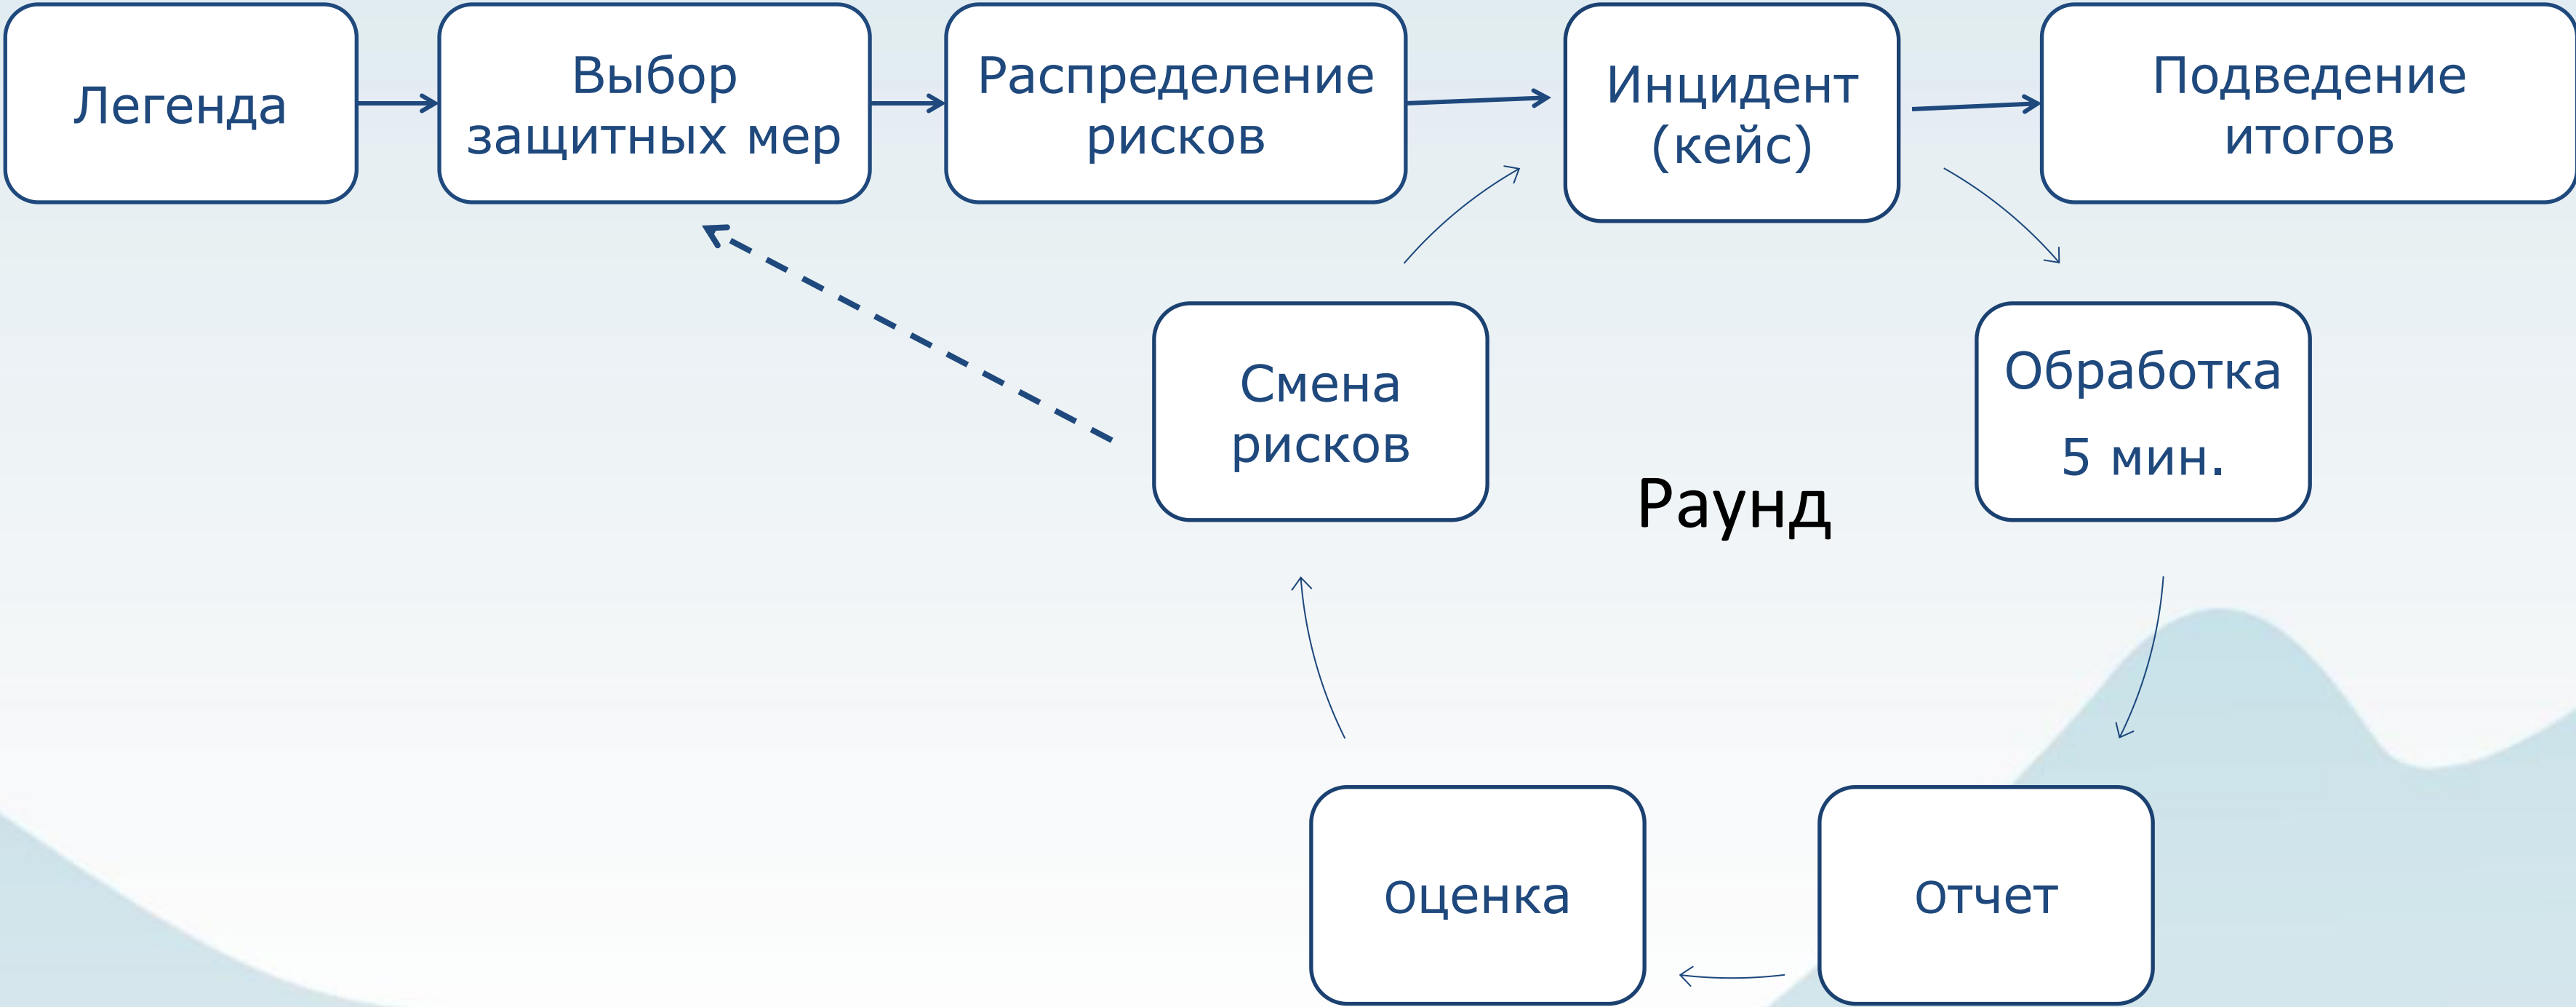 Легенда
Выбор
защитных мер
Распределение
рисков
Инцидент
(кейс)
Подведение
итогов
Смена
рисков
Обработка
5 мин.
Раунд
Оценка
Отчет